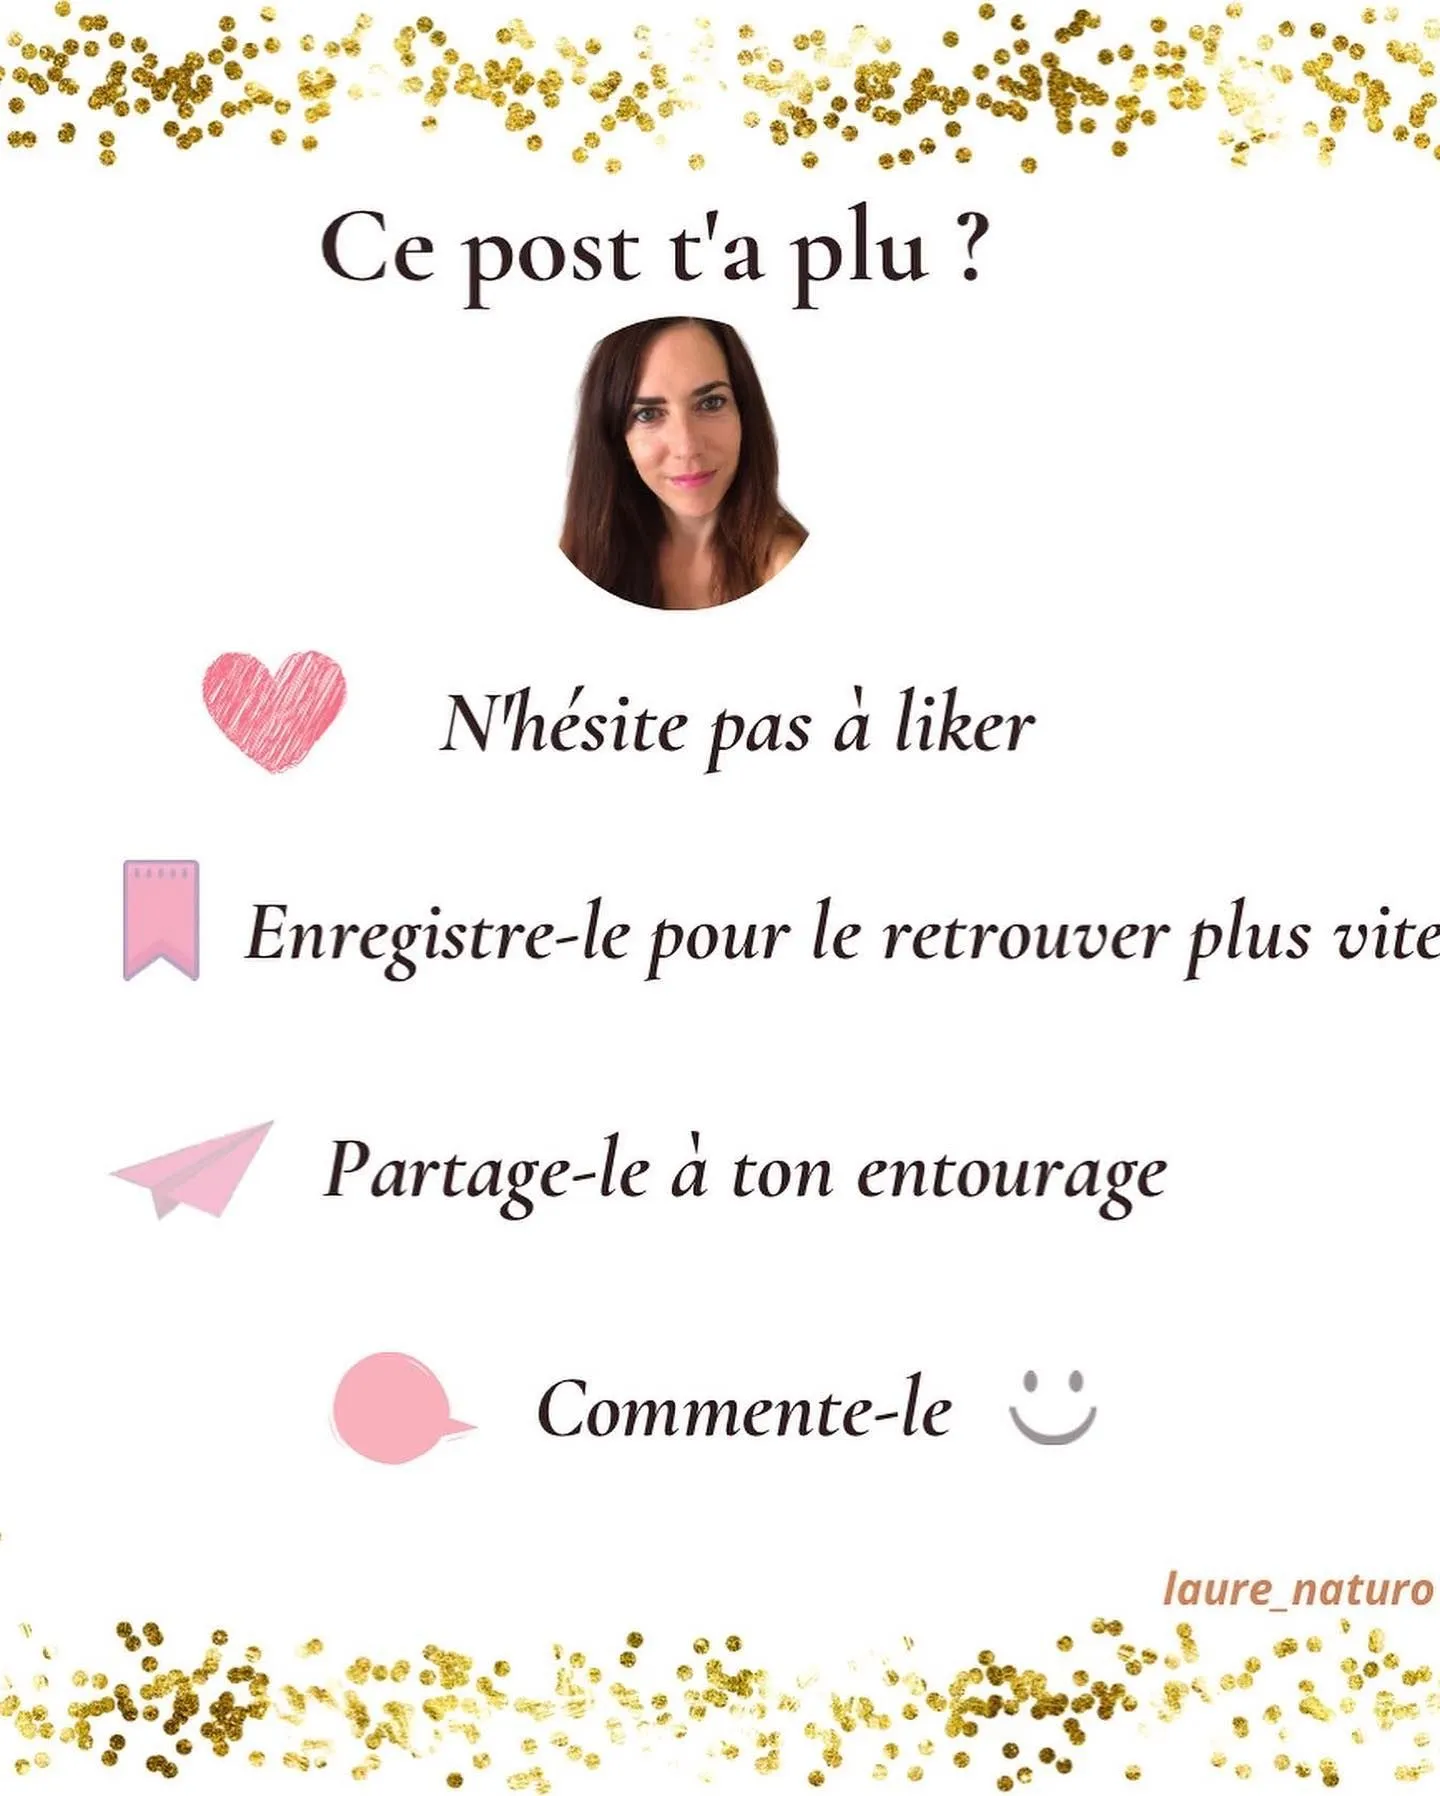 Ce post t'a plu ?
N'hésite pas à liker
Enregistre-le pour le retrouver plus vite
Partage-le à ton entourage
Commente-le
laure_naturo